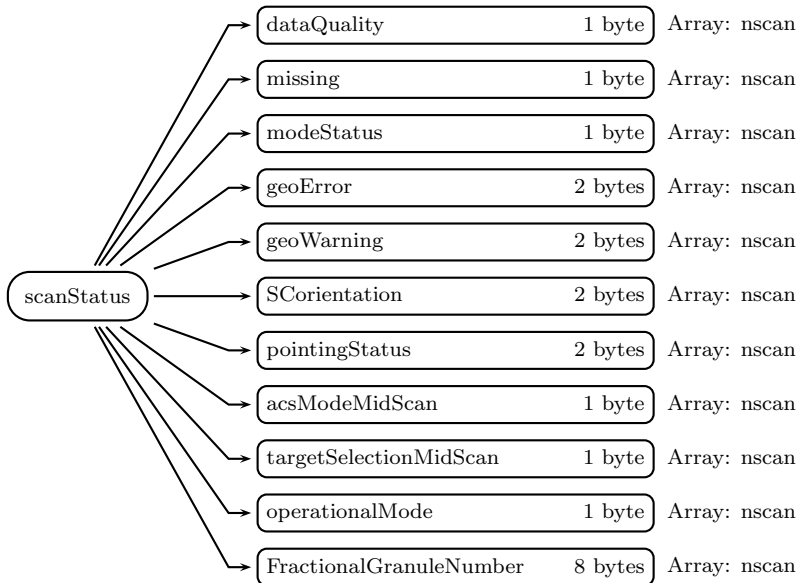 dataQuality 1 byte Array: nscan
missing 1 byte Array: nscan
modeStatus 1 byte Array: nscan
geoError 2 bytes Array: nscan
geoWarning 2 bytes Array: nscan
scanStatus SCorientation 2 bytes Array: nscan
pointingStatus 2 bytes Array: nscan
acsModeMidScan 1 byte Array: nscan
targetSelectionMidScan 1 byte Array: nscan
operationalMode 1 byte Array: nscan
FractionalGranuleNumber 8 bytes Array: nscan